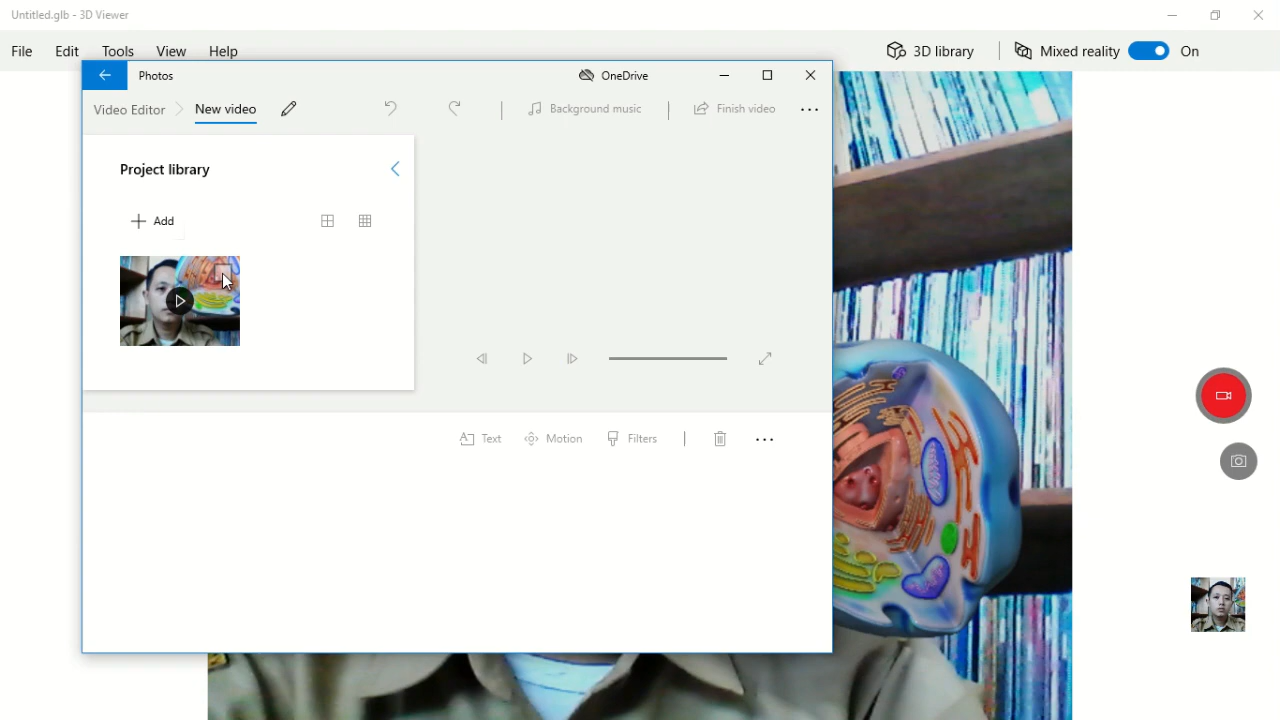 Untitled.glb - 3D Viewer
File Edit Tools View Help 3D library Mixed reality On
Photos OneDrive
Video Editor New video Background music Finish video
Project library
Add
Text Motion Filters